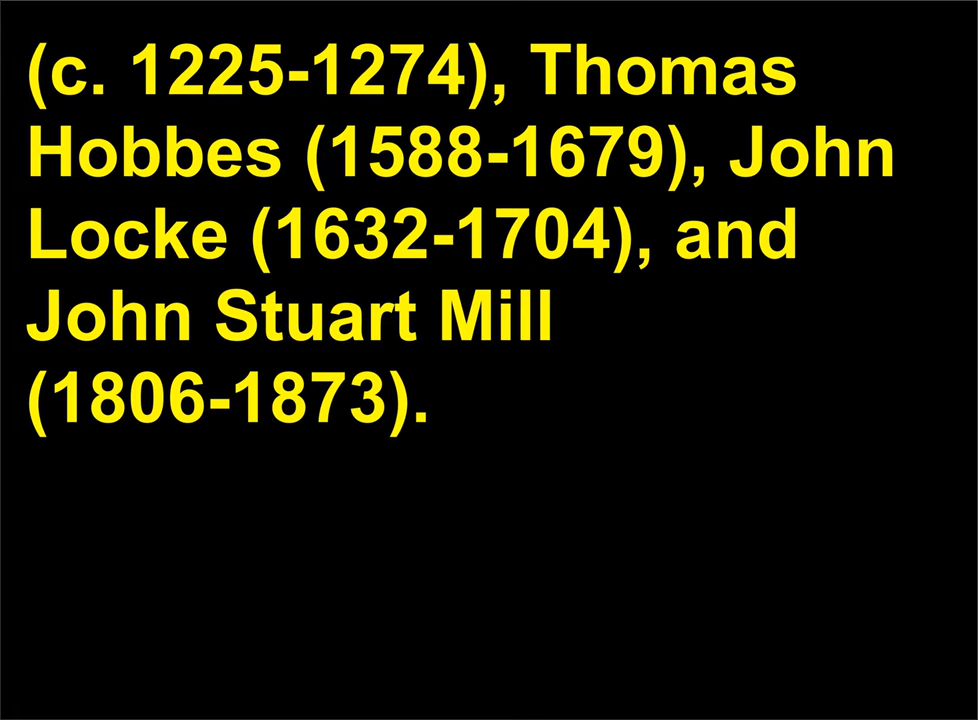 (c. 1225-1274), Thomas
Hobbes (1588-1679), John
Locke (1632-1704), and
John Stuart Mill
(1806-1873).